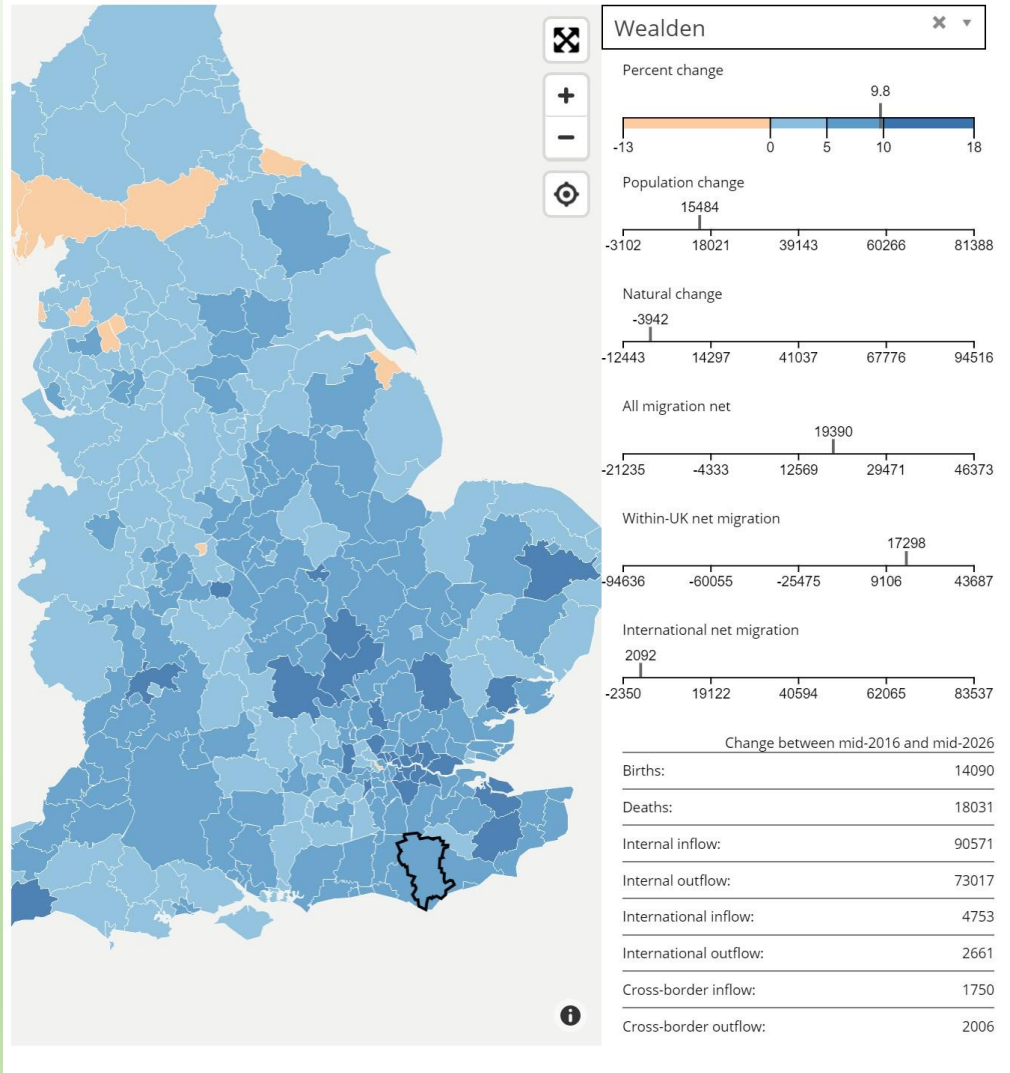 Wealden
Percent change
9.8
-13 0 5 10 18
Population change
15484
-3102 18021 39143 60266 81388
Natural change
-3942
-12443 14297 41037 67776 94516
All migration net
19390
-21235 -4333 12569 29471 46373
Within-UK net migration
17298
-94636 -60055 -25475 9106 43687
International net migration
2092
-2350 19122 40594 62065 83537
Change between mid-2016 and mid-2026
Births: 14090
Deaths: 18031
Internal inflow: 90571
Internal outflow: 73017
International inflow: 4753
International outflow: 2661
Cross-border inflow: 1750
Cross-border outflow: 2006